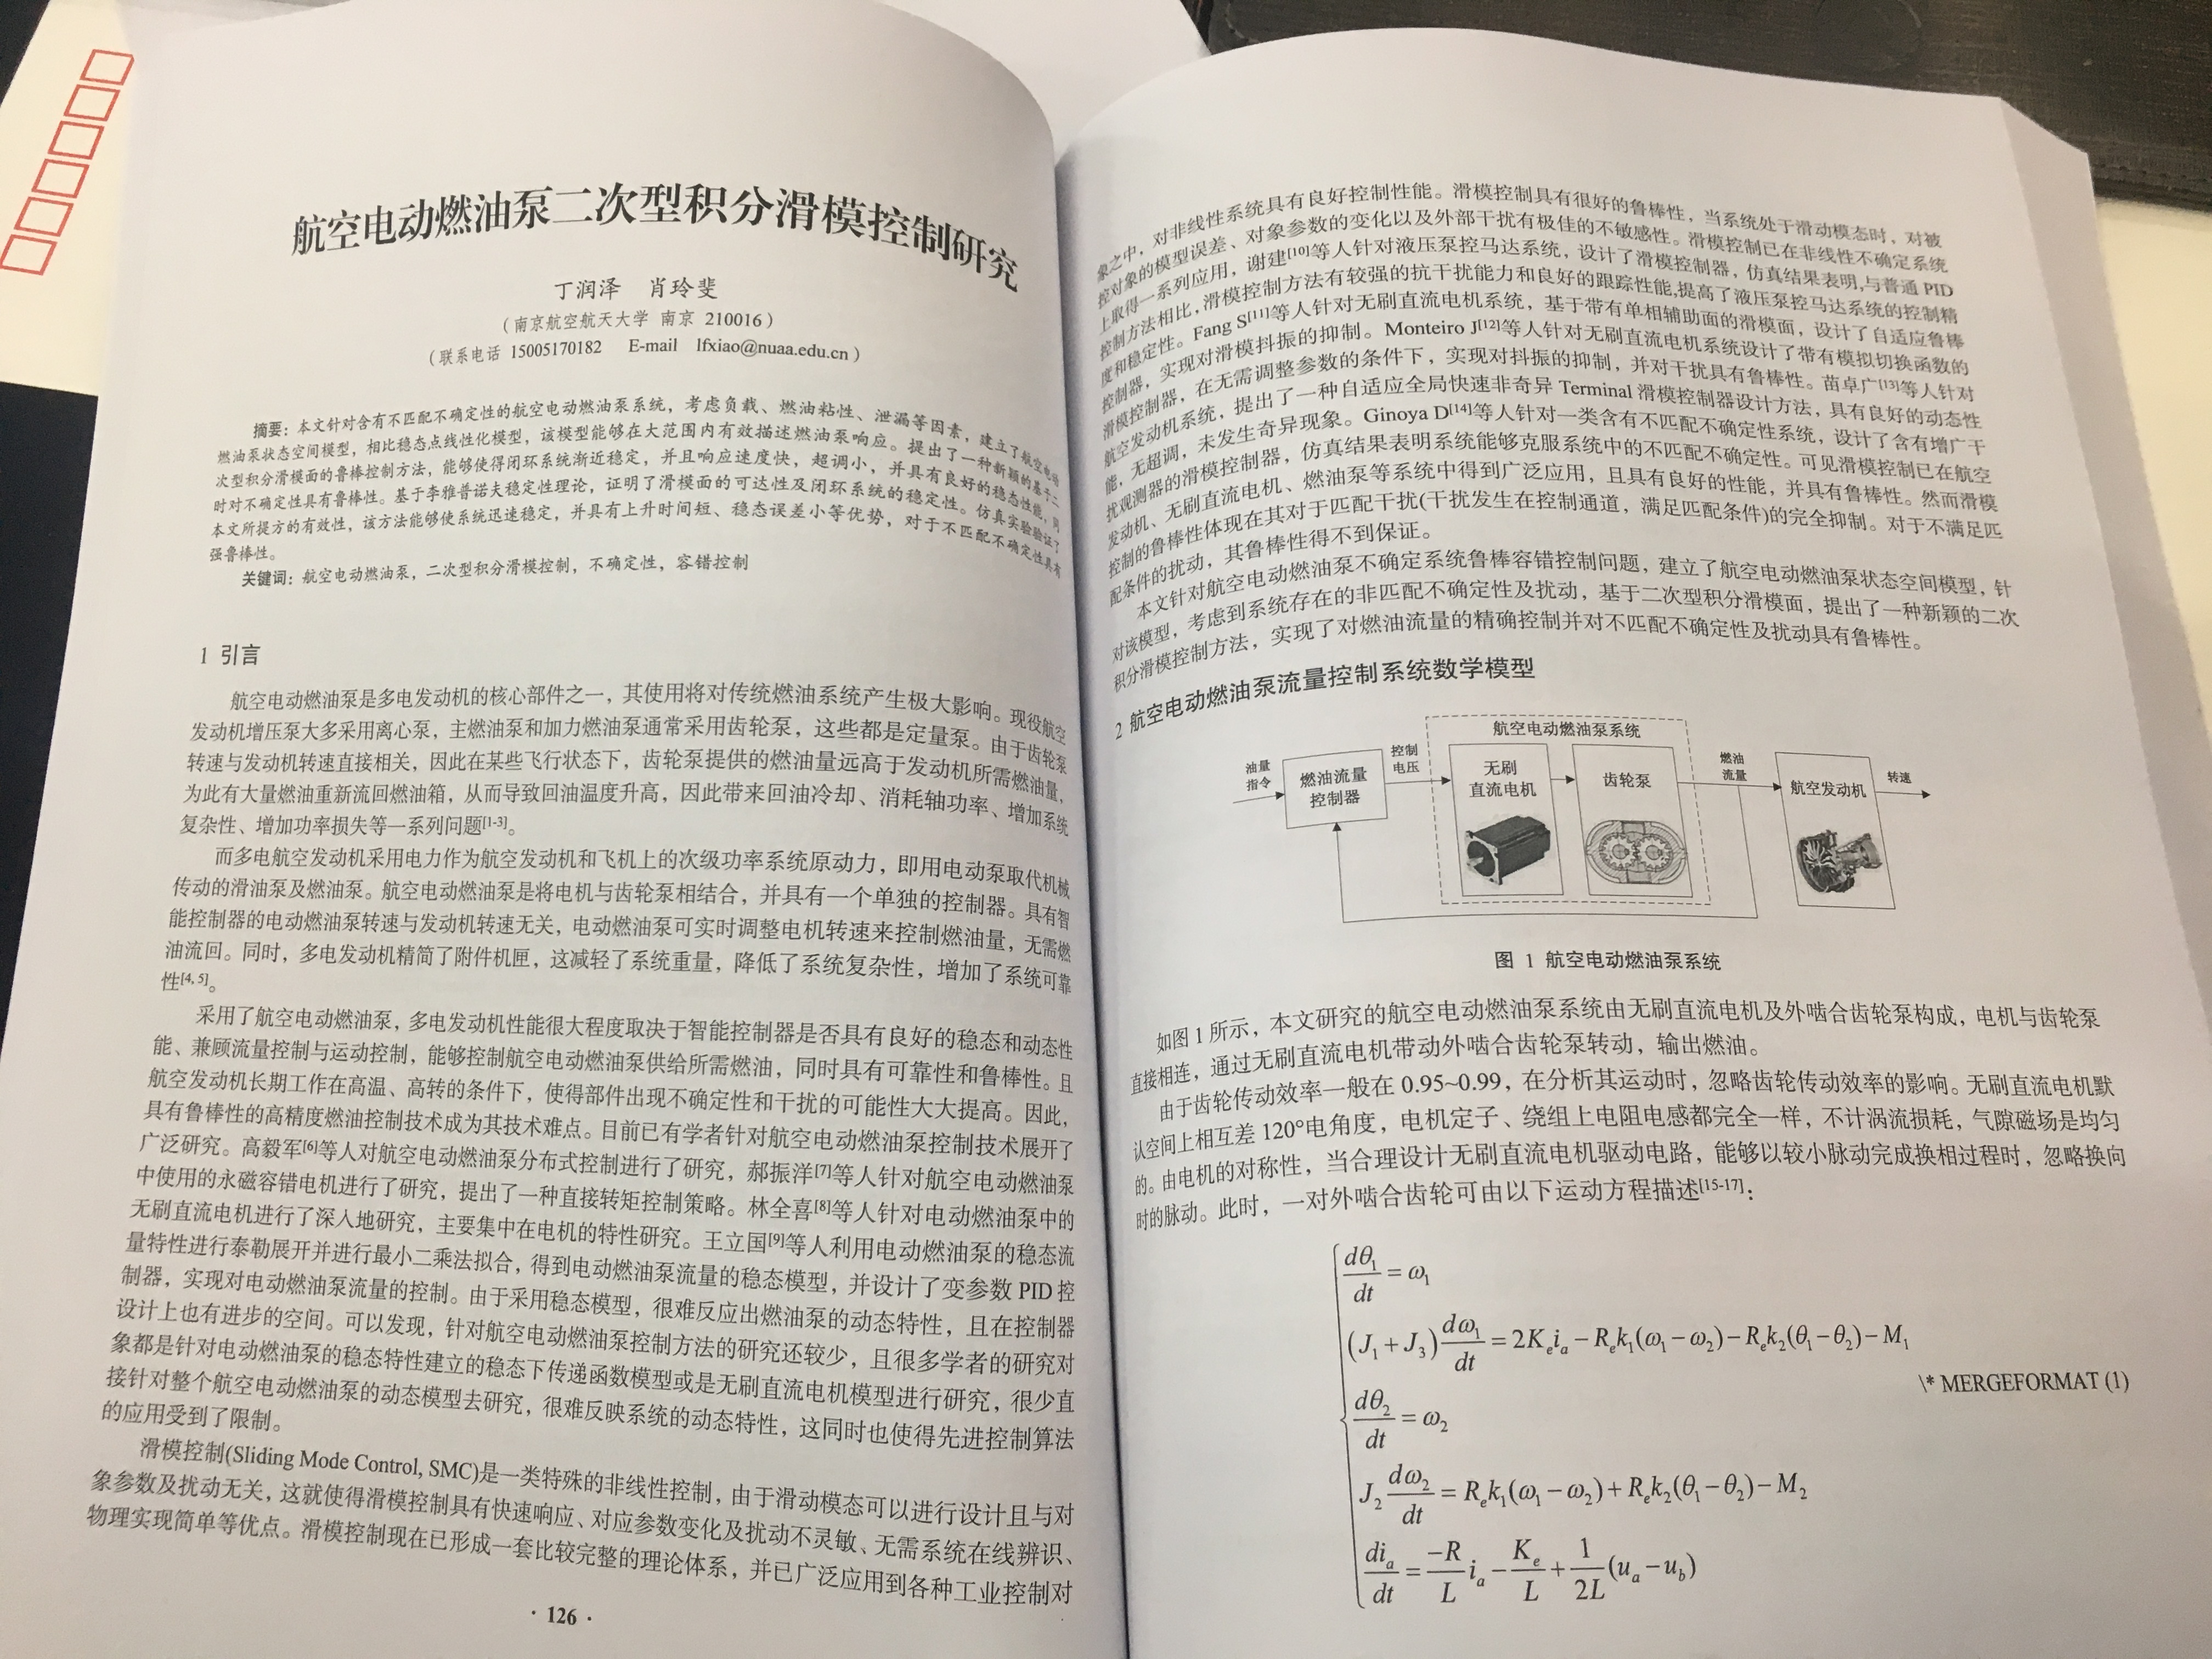 航空电动燃油泵二次型积分滑模控制研究
丁润泽 肖玲斐
(南京航空航天大学 南京 210016)
(联系电话 15005170182 E-mail lfxiao@nuaa.edu.cn)
摘要：本文针对含有不匹配不确定性的航空电动燃油泵系统，考虑负载、燃油粘性、泄漏等因素，建立了航空电动
燃油泵状态空间模型，相比稳态点线性化模型，该模型能够在大范围内有效描述燃油泵响应。提出了一种新颖的基于二
次型积分滑模面的鲁棒控制方法，能够使得闭环系统渐近稳定，并且响应速度快，超调小，并具有良好的稳态性能，同
时对不确定性具有鲁棒性。基于李雅普诺夫稳定性理论，证明了滑模面的可达性及闭环系统的稳定性。仿真实验验证了
本文所提方的有效性，该方法能够使系统迅速稳定，并具有上升时间短、稳态误差小等优势，对于不匹配不确定性具有
强鲁棒性。
关键词：航空电动燃油泵，二次型积分滑模控制，不确定性，容错控制
1 引言
航空电动燃油泵是多电发动机的核心部件之一，其使用将对传统燃油系统产生极大影响。现役航空
发动机增压泵大多采用离心泵，主燃油泵和加力燃油泵通常采用齿轮泵，这些都是定量泵。由于齿轮泵
转速与发动机转速直接相关，因此在某些飞行状态下，齿轮泵提供的燃油量远高于发动机所需燃油量，
为此有大量燃油重新流回燃油箱，从而导致回油温度升高，因此带来回油冷却、消耗轴功率、增加系统
复杂性、增加功率损失等一系列问题[1-3]。
而多电航空发动机采用电力作为航空发动机和飞机上的次级功率系统原动力，即用电动泵取代机械
传动的滑油泵及燃油泵。航空电动燃油泵是将电机与齿轮泵相结合，并具有一个单独的控制器。具有智
能控制器的电动燃油泵转速与发动机转速无关，电动燃油泵可实时调整电机转速来控制燃油量，无需燃
油流回。同时，多电发动机精简了附件机匣，这减轻了系统重量，降低了系统复杂性，增加了系统可靠
性[4, 5]。
采用了航空电动燃油泵，多电发动机性能很大程度取决于智能控制器是否具有良好的稳态和动态性
能、兼顾流量控制与运动控制，能够控制航空电动燃油泵供给所需燃油，同时具有可靠性和鲁棒性。且
航空发动机长期工作在高温、高转的条件下，使得部件出现不确定性和干扰的可能性大大提高。因此，
具有鲁棒性的高精度燃油控制技术成为其技术难点。目前已有学者针对航空电动燃油泵控制技术展开了
广泛研究。高毅军[6]等人对航空电动燃油泵分布式控制进行了研究，郝振洋[7]等人针对航空电动燃油泵
中使用的永磁容错电机进行了研究，提出了一种直接转矩控制策略。林全喜[8]等人针对电动燃油泵中的
无刷直流电机进行了深入地研究，主要集中在电机的特性研究。王立国[9]等人利用电动燃油泵的稳态流
量特性进行泰勒展开并进行最小二乘法拟合，得到电动燃油泵流量的稳态模型，并设计了变参数 PID 控
制器，实现对电动燃油泵流量的控制。由于采用稳态模型，很难反应出燃油泵的动态特性，且在控制器
设计上也有进步的空间。可以发现，针对航空电动燃油泵控制方法的研究还较少，且很多学者的研究对
象都是针对电动燃油泵的稳态特性建立的稳态下传递函数模型或是无刷直流电机模型进行研究，很少直
接针对整个航空电动燃油泵的动态模型去研究，很难反映系统的动态特性，这同时也使得先进控制算法
的应用受到了限制。
滑模控制(Sliding Mode Control, SMC)是一类特殊的非线性控制，由于滑动模态可以进行设计且与对
象参数及扰动无关，这就使得滑模控制具有快速响应、对应参数变化及扰动不灵敏、无需系统在线辨识、
物理实现简单等优点。滑模控制现在已形成一套比较完整的理论体系，并已广泛应用到各种工业控制对
· 126 ·
象之中，对非线性系统具有良好控制性能。滑模控制具有很好的鲁棒性，当系统处于滑动模态时，对被
控对象的模型误差、对象参数的变化以及外部干扰有极佳的不敏感性。滑模控制已在非线性不确定系统
上取得一系列应用，谢建[10]等人针对液压泵控马达系统，设计了滑模控制器，仿真结果表明,与普通 PID
控制方法相比,滑模控制方法有较强的抗干扰能力和良好的跟踪性能,提高了液压泵控马达系统的控制精
度和稳定性。Fang S[11]等人针对无刷直流电机系统，基于带有单相辅助面的滑模面，设计了自适应鲁棒
控制器，实现对滑模抖振的抑制。Monteiro J[12]等人针对无刷直流电机系统设计了带有模拟切换函数的
滑模控制器，在无需调整参数的条件下，实现对抖振的抑制，并对干扰具有鲁棒性。苗卓广[13]等人针对
航空发动机系统，提出了一种自适应全局快速非奇异 Terminal 滑模控制器设计方法，具有良好的动态性
能，无超调，未发生奇异现象。Ginoya D[14]等人针对一类含有不匹配不确定性系统，设计了含有增广干
扰观测器的滑模控制器，仿真结果表明系统能够克服系统中的不匹配不确定性。可见滑模控制已在航空
发动机、无刷直流电机、燃油泵等系统中得到广泛应用，且具有良好的性能，并具有鲁棒性。然而滑模
控制的鲁棒性体现在其对于匹配干扰(干扰发生在控制通道，满足匹配条件)的完全抑制。对于不满足匹
配条件的扰动，其鲁棒性得不到保证。
本文针对航空电动燃油泵不确定系统鲁棒容错控制问题，建立了航空电动燃油泵状态空间模型，针
对该模型，考虑到系统存在的非匹配不确定性及扰动，基于二次型积分滑模面，提出了一种新颖的二次
积分滑模控制方法，实现了对燃油流量的精确控制并对不匹配不确定性及扰动具有鲁棒性。
2 航空电动燃油泵流量控制系统数学模型
航空电动燃油泵系统
油量
指令
燃油流量
控制器
控制
电压
无刷
直流电机
齿轮泵
燃油
流量
航空发动机
转速
图 1 航空电动燃油泵系统
如图 1 所示，本文研究的航空电动燃油泵系统由无刷直流电机及外啮合齿轮泵构成，电机与齿轮泵
直接相连，通过无刷直流电机带动外啮合齿轮泵转动，输出燃油。
由于齿轮传动效率一般在 0.95~0.99，在分析其运动时，忽略齿轮传动效率的影响。无刷直流电机默
认空间上相互差 120°电角度，电机定子、绕组上电阻电感都完全一样，不计涡流损耗，气隙磁场是均匀
的。由电机的对称性，当合理设计无刷直流电机驱动电路，能够以较小脉动完成换相过程时，忽略换向
时的脉动。此时，一对外啮合齿轮可由以下运动方程描述[15-17]：
dθ₁/dt = ω₁
(J₁+J₃) dω₁/dt = 2Kₑiₐ − Rₑk₁(ω₁−ω₂) − Rₑk₂(θ₁−θ₂) − M₁
\* MERGEFORMAT (1)
dθ₂/dt = ω₂
J₂ dω₂/dt = Rₑk₁(ω₁−ω₂) + Rₑk₂(θ₁−θ₂) − M₂
diₐ/dt = −R/L iₐ − Kₑ/L + 1/2L (uₐ−u_b)